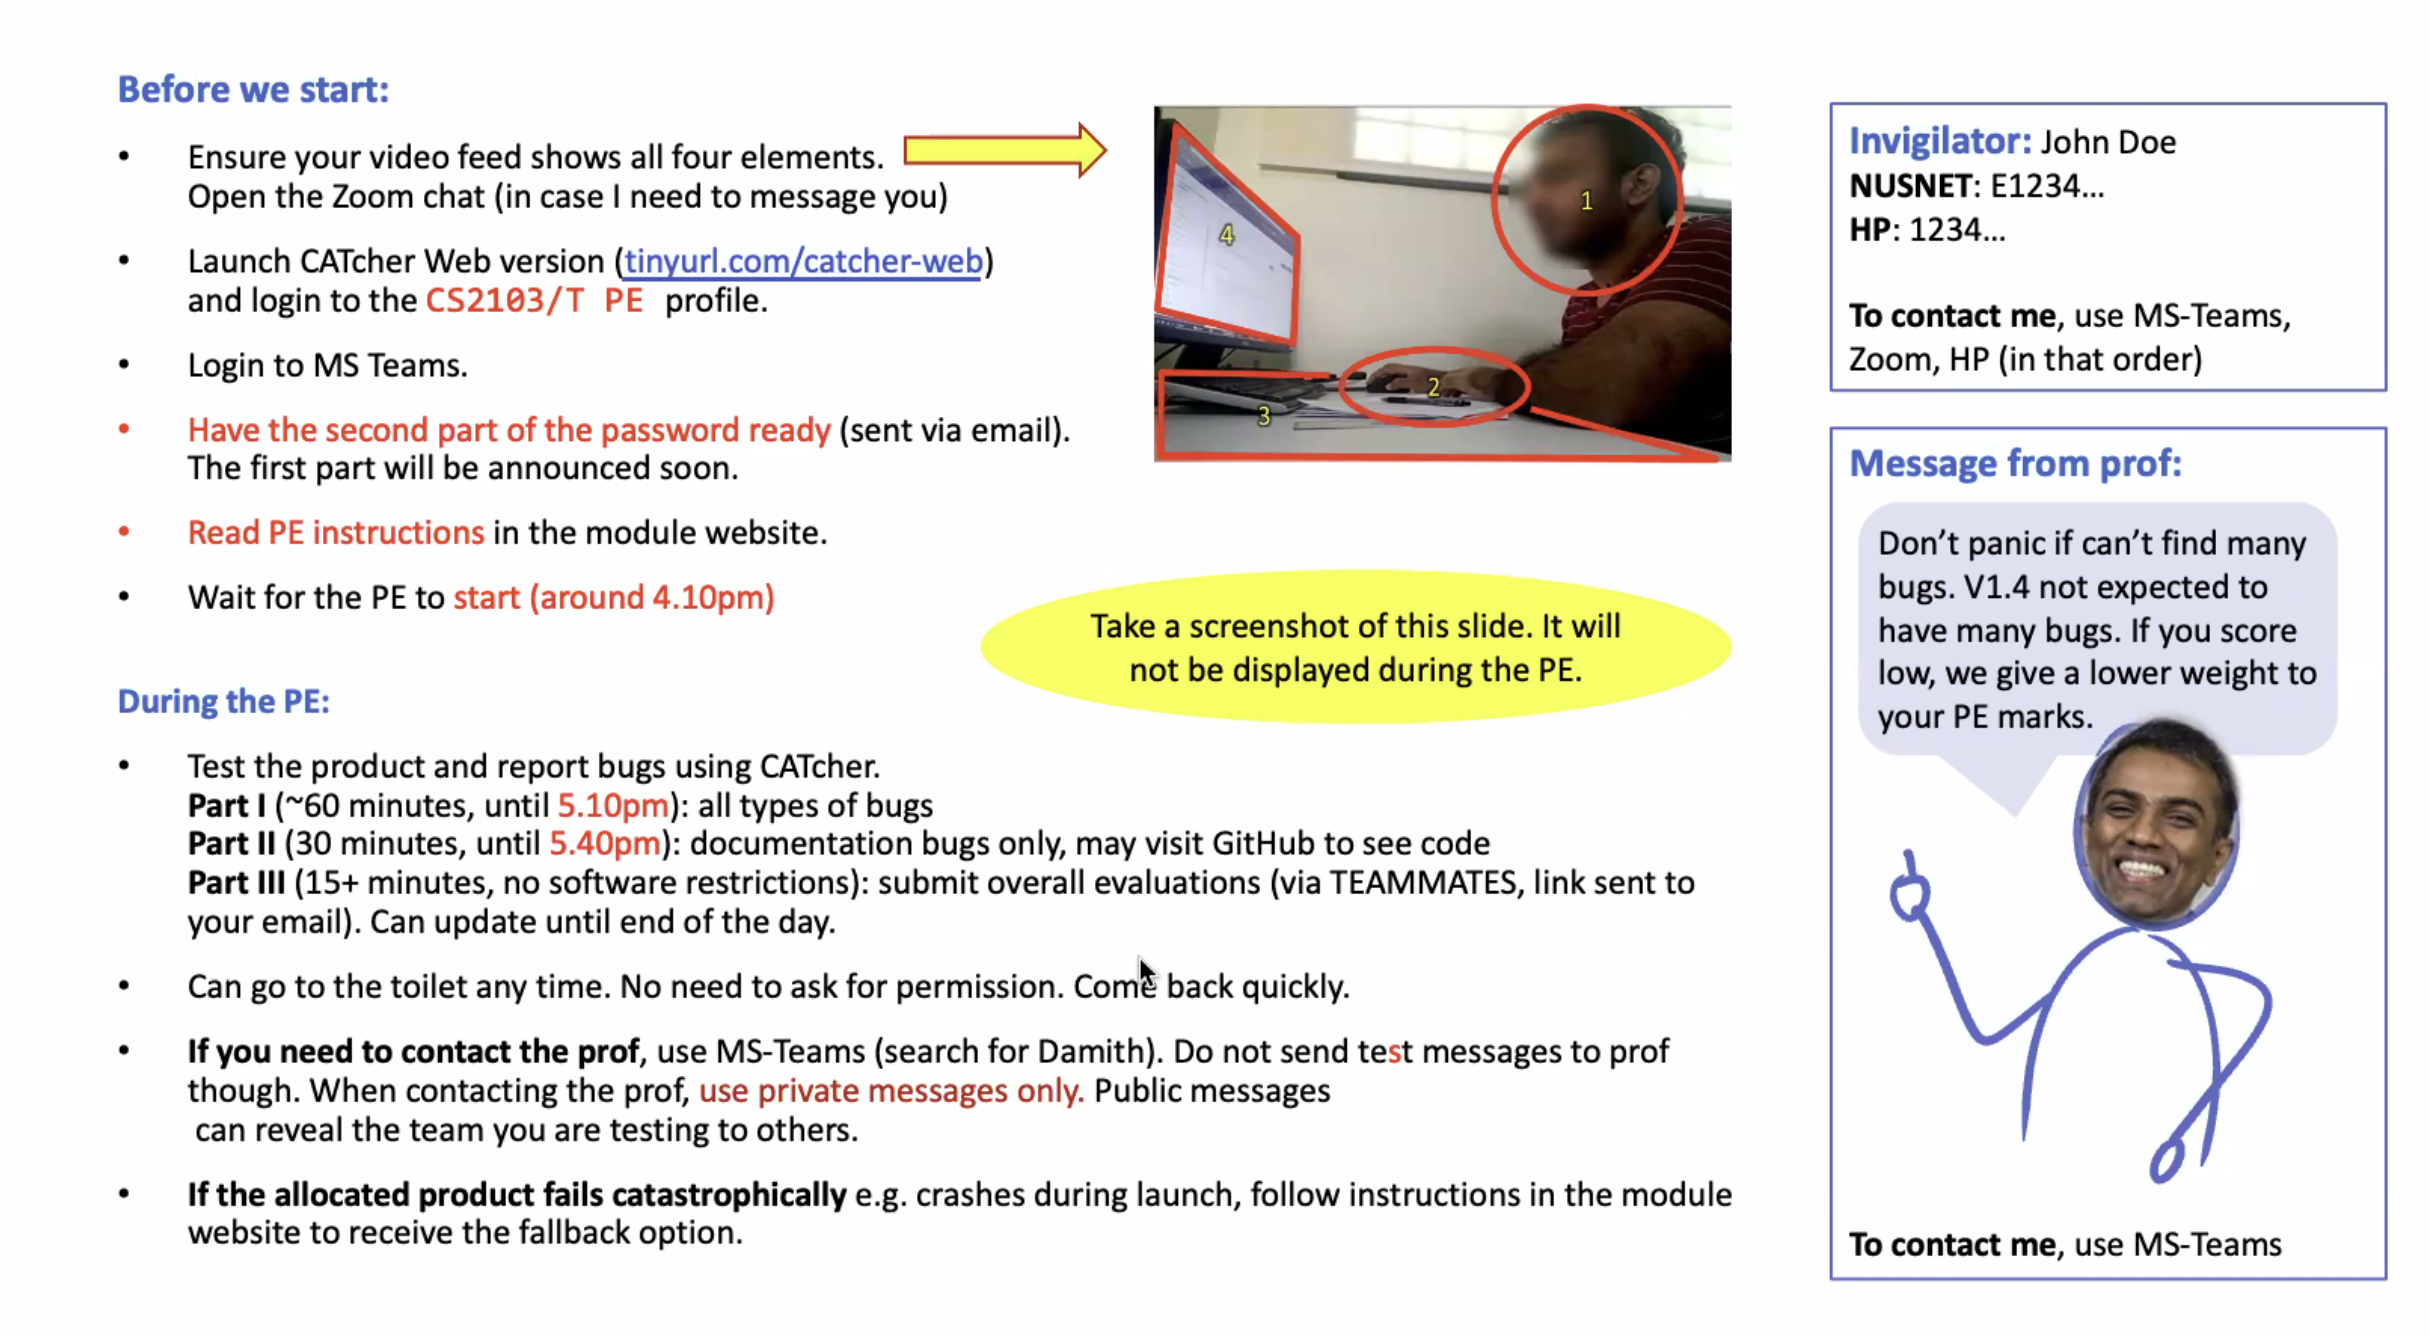 Before we start:
• Ensure your video feed shows all four elements.
Open the Zoom chat (in case I need to message you)
• Launch CATcher Web version (tinyurl.com/catcher-web)
and login to the CS2103/T PE profile.
• Login to MS Teams.
• Have the second part of the password ready (sent via email).
The first part will be announced soon.
• Read PE instructions in the module website.
• Wait for the PE to start (around 4.10pm)
1
2
3
4
Take a screenshot of this slide. It will
not be displayed during the PE.
During the PE:
• Test the product and report bugs using CATcher.
Part I (~60 minutes, until 5.10pm): all types of bugs
Part II (30 minutes, until 5.40pm): documentation bugs only, may visit GitHub to see code
Part III (15+ minutes, no software restrictions): submit overall evaluations (via TEAMMATES, link sent to
your email). Can update until end of the day.
• Can go to the toilet any time. No need to ask for permission. Come back quickly.
• If you need to contact the prof, use MS-Teams (search for Damith). Do not send test messages to prof
though. When contacting the prof, use private messages only. Public messages
can reveal the team you are testing to others.
• If the allocated product fails catastrophically e.g. crashes during launch, follow instructions in the module
website to receive the fallback option.
Invigilator: John Doe
NUSNET: E1234...
HP: 1234...
To contact me, use MS-Teams,
Zoom, HP (in that order)
Message from prof:
Don't panic if can't find many
bugs. V1.4 not expected to
have many bugs. If you score
low, we give a lower weight to
your PE marks.
To contact me, use MS-Teams